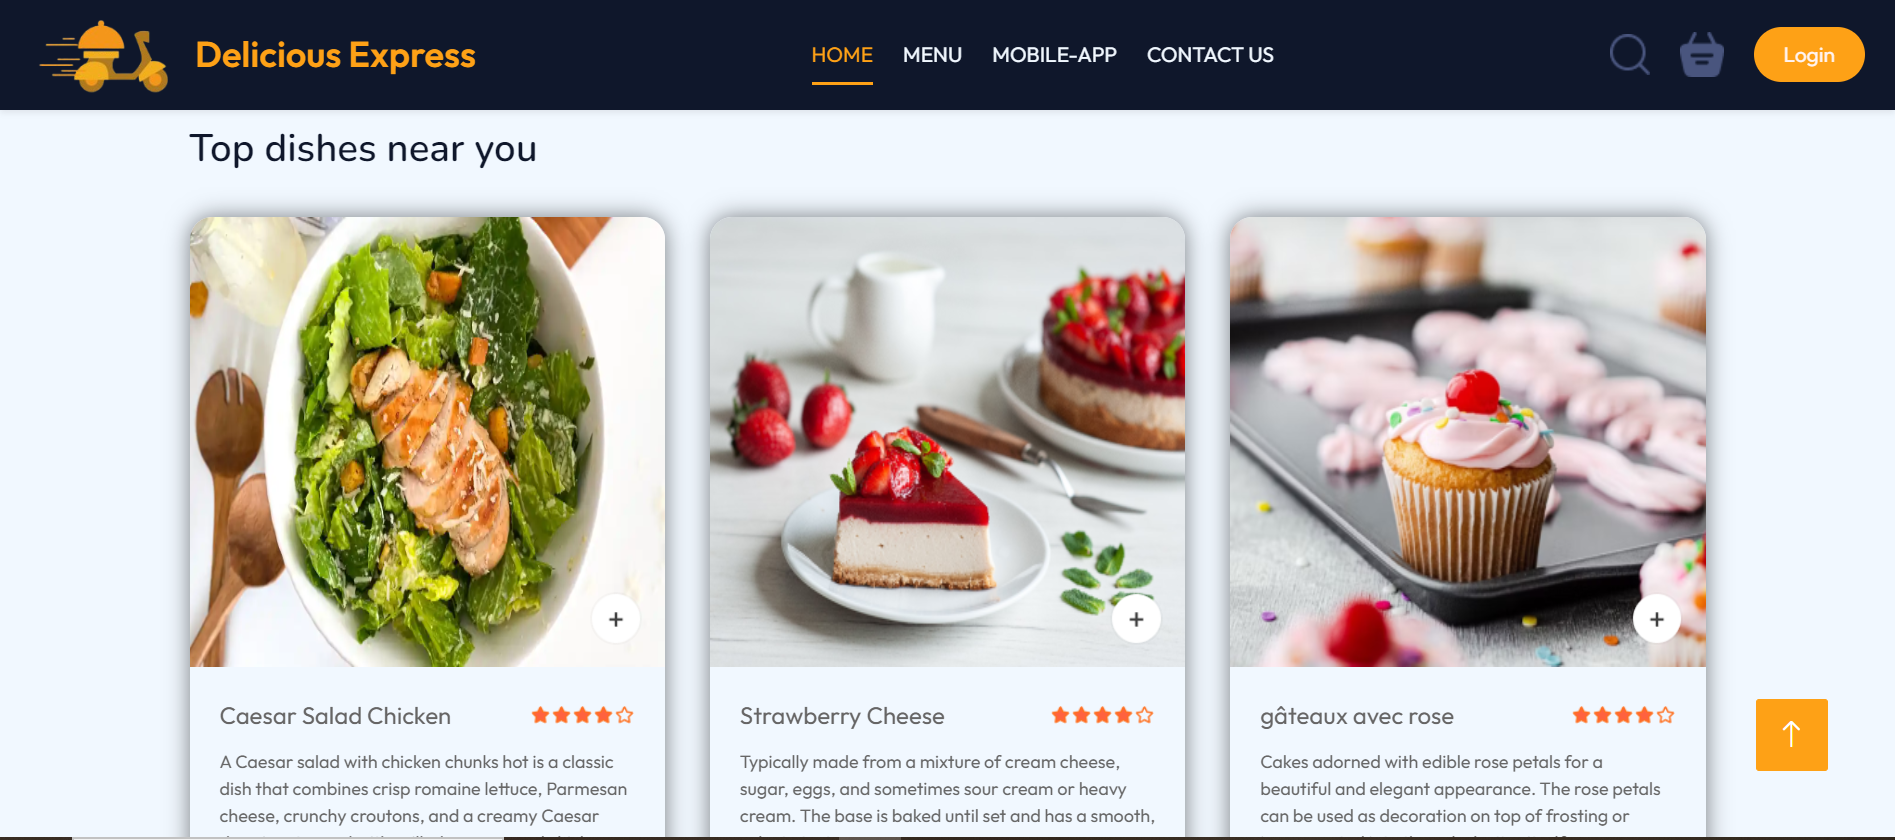 Delicious Express
HOME MENU MOBILE-APP CONTACT US
Login
Top dishes near you
Caesar Salad Chicken
A Caesar salad with chicken chunks hot is a classic
dish that combines crisp romaine lettuce, Parmesan
cheese, crunchy croutons, and a creamy Caesar
Strawberry Cheese
Typically made from a mixture of cream cheese,
sugar, eggs, and sometimes sour cream or heavy
cream. The base is baked until set and has a smooth,
gâteaux avec rose
Cakes adorned with edible rose petals for a
beautiful and elegant appearance. The rose petals
can be used as decoration on top of frosting or